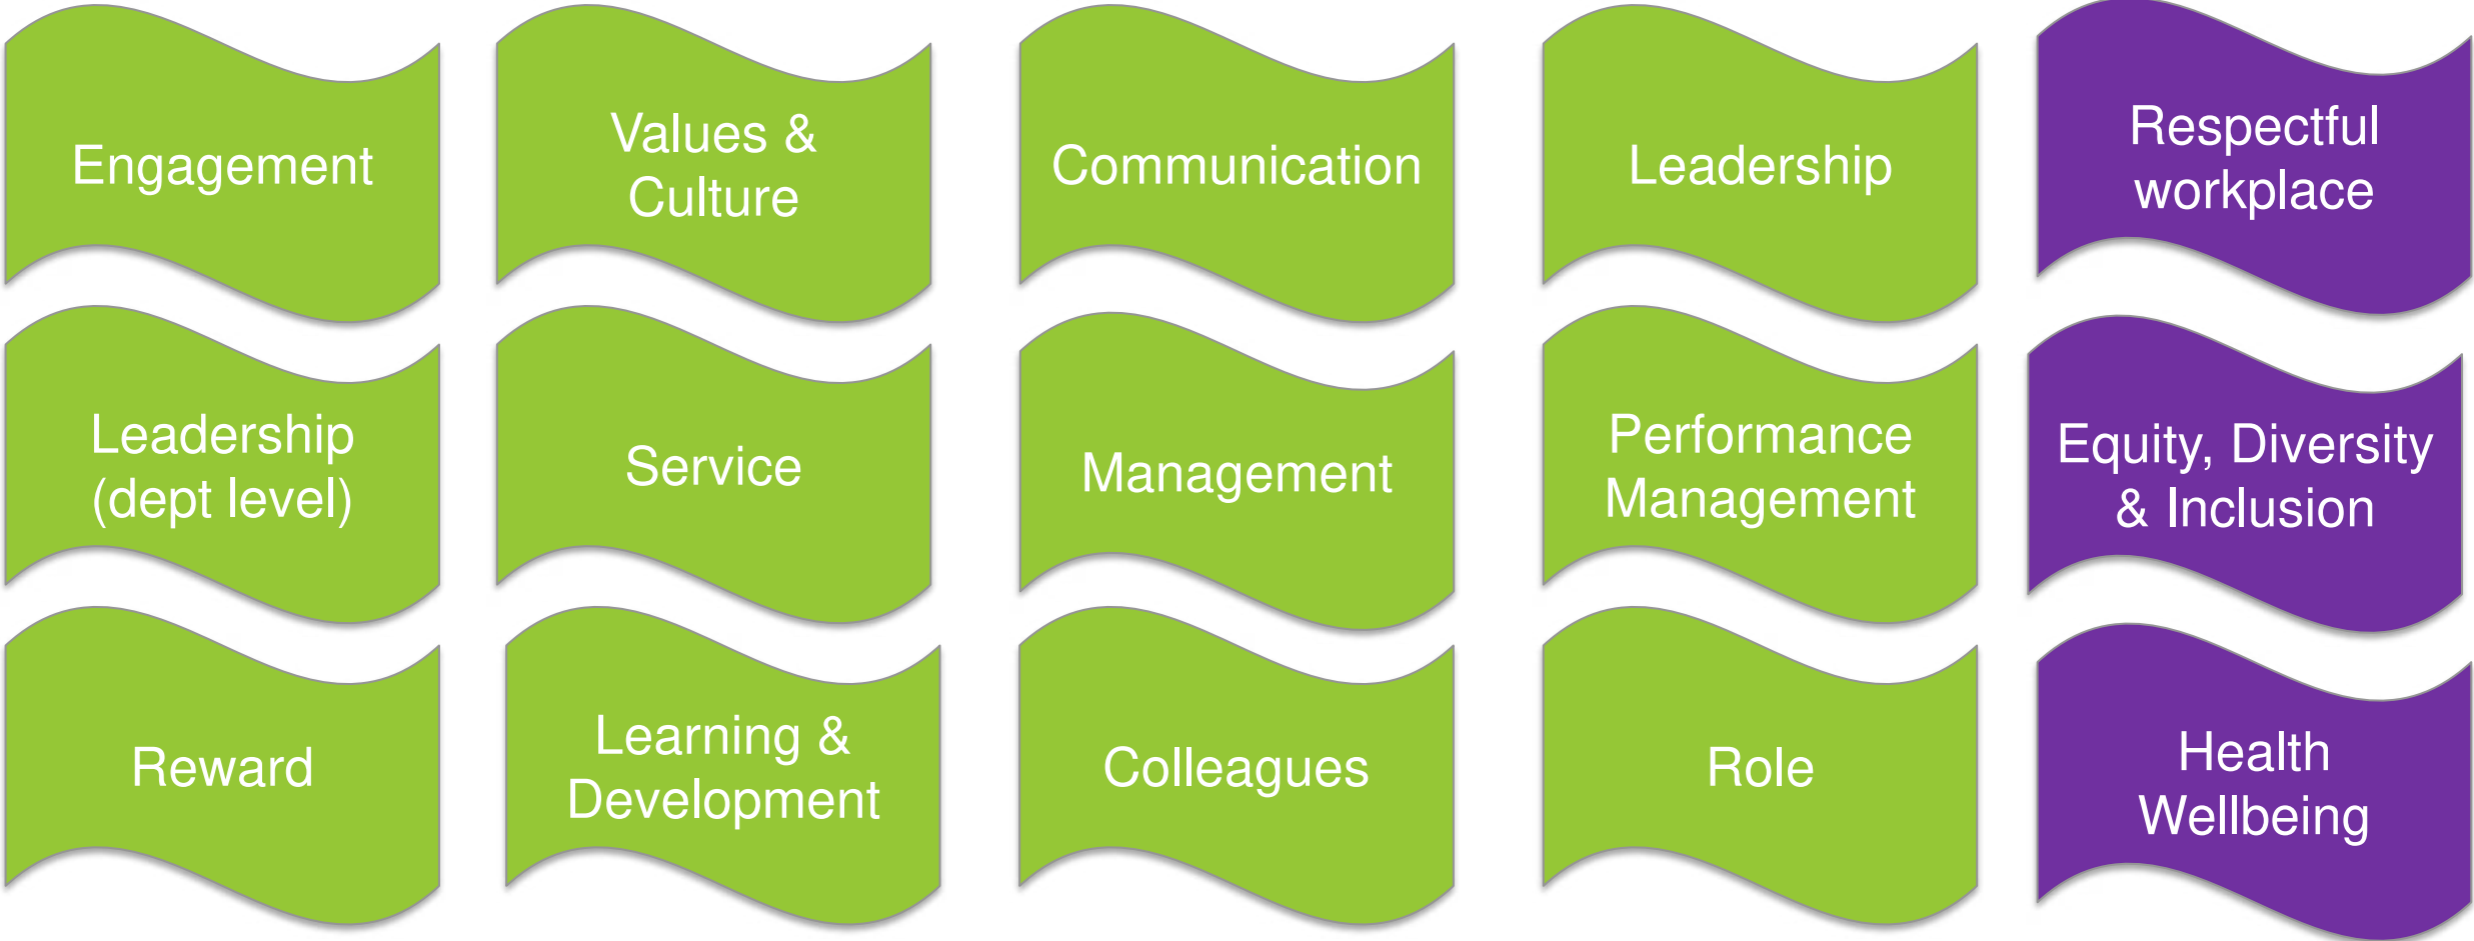 Engagement
Values &
Culture
Communication
Leadership
Respectful
workplace
Leadership
(dept level)
Service
Management
Performance
Management
Equity, Diversity
& Inclusion
Reward
Learning &
Development
Colleagues
Role
Health
Wellbeing